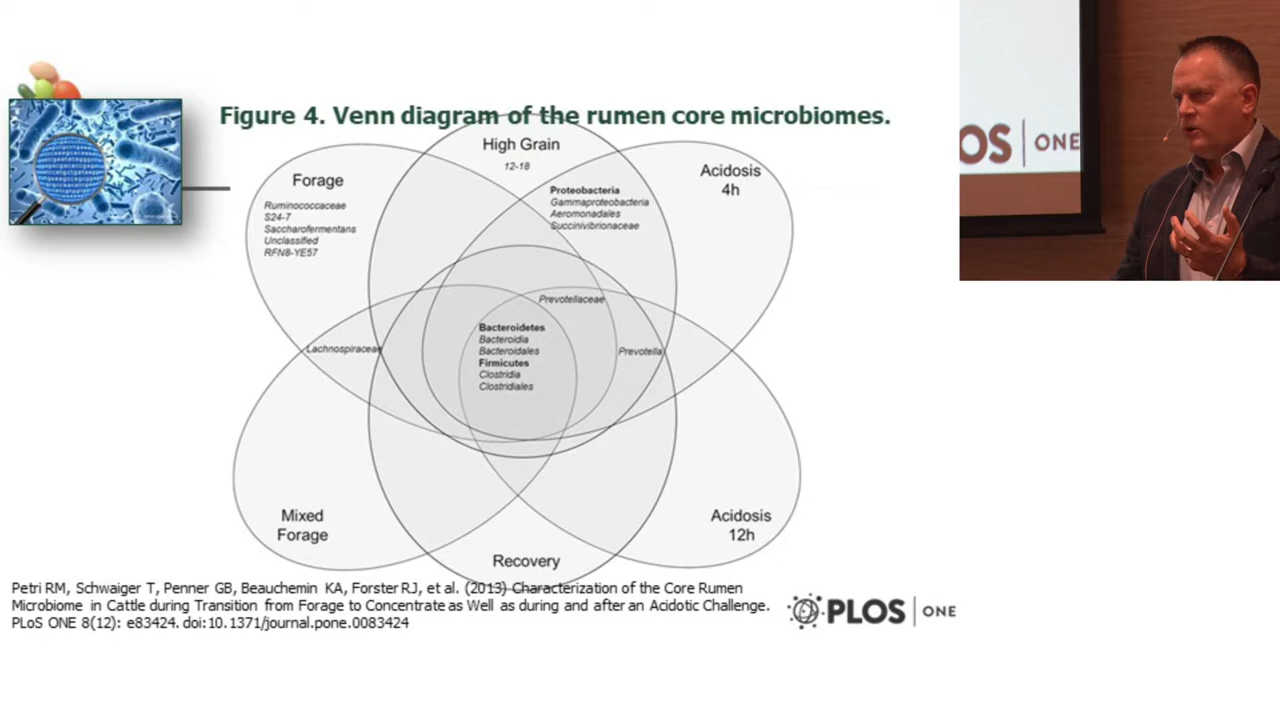 Figure 4. Venn diagram of the rumen core microbiomes.
High Grain
12-18
Forage
Ruminococcaceae
S24-7
Saccharofermentans
Unclassified
RFN8-YE57
Proteobacteria
Gammaproteobacteria
Aeromonadales
Succinivibrionaceae
Acidosis
4h
Prevotellaceae
Bacteroidetes
Bacteroidia
Bacteroidales
Firmicutes
Clostridia
Clostridiales
Lachnospiraceae
Prevotella
Mixed
Forage
Recovery
Acidosis
12h
Petri RM, Schwaiger T, Penner GB, Beauchemin KA, Forster RJ, et al. (2013) Characterization of the Core Rumen
Microbiome in Cattle during Transition from Forage to Concentrate as Well as during and after an Acidotic Challenge.
PLoS ONE 8(12): e83424. doi:10.1371/journal.pone.0083424
PLOS | ONE
OS | ONE